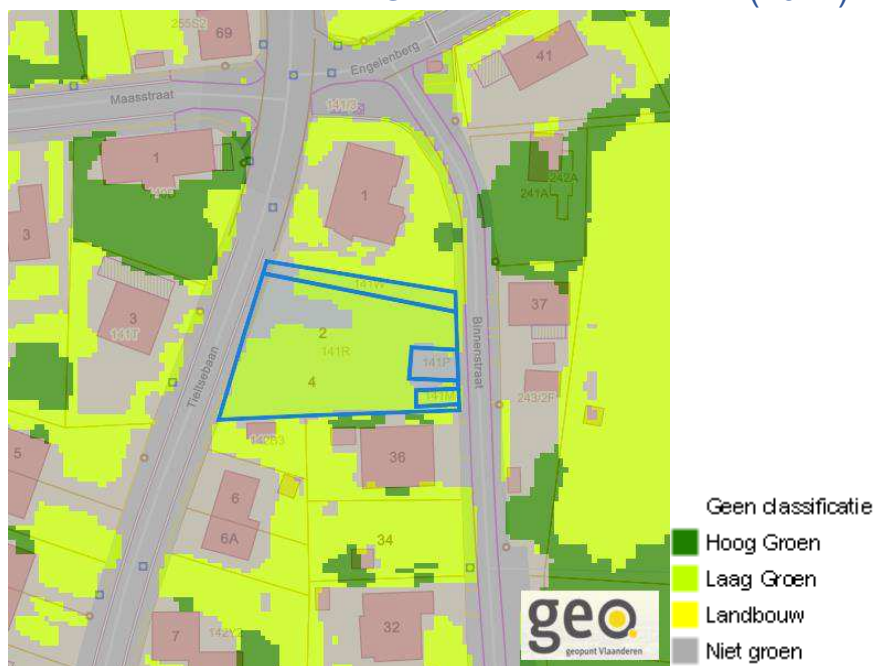 255S2
69
Engelenberg
41
Maasstraat
141/3
1
1
242A
241A
3
141W
3
141T
37
2
141R
141P
4
141M
Tieltsebaan
Binnenstraat
243/2F
142B3
36
5
6
6A
34
7
32
geo
geopunt Vlaanderen
Geen classificatie
Hoog Groen
Laag Groen
Landbouw
Niet groen